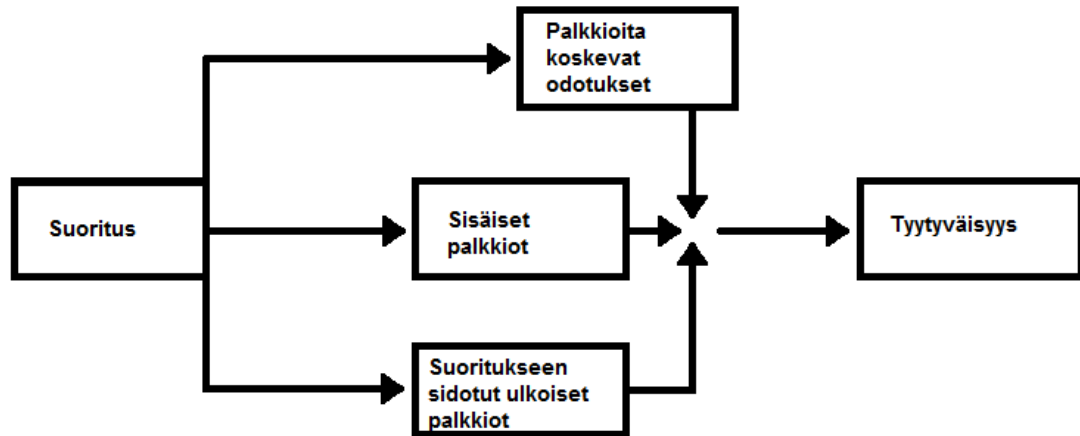 Palkkioita
koskevat
odotukset
Suoritus
Sisäiset
palkkiot
Tyytyväisyys
Suoritukseen
sidotut ulkoiset
palkkiot